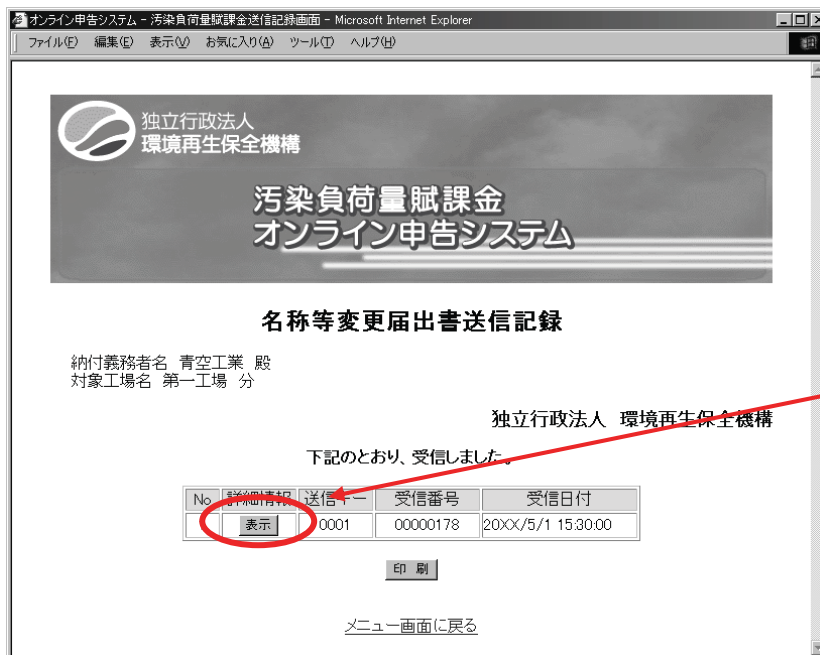 オンライン申告システム - 汚染負荷量賦課金送信記録画面 - Microsoft Internet Explorer
ファイル(F) 編集(E) 表示(V) お気に入り(A) ツール(T) ヘルプ(H)
独立行政法人
環境再生保全機構
汚染負荷量賦課金
オンライン申告システム
名称等変更届出書送信記録
納付義務者名 青空工業 殿
対象工場名 第一工場 分
独立行政法人 環境再生保全機構
下記のとおり、受信しました。
No 詳細情報 送信キー 受信番号 受信日付
表示 0001 00000178 20XX/5/1 15:30:00
印 刷
メニュー画面に戻る